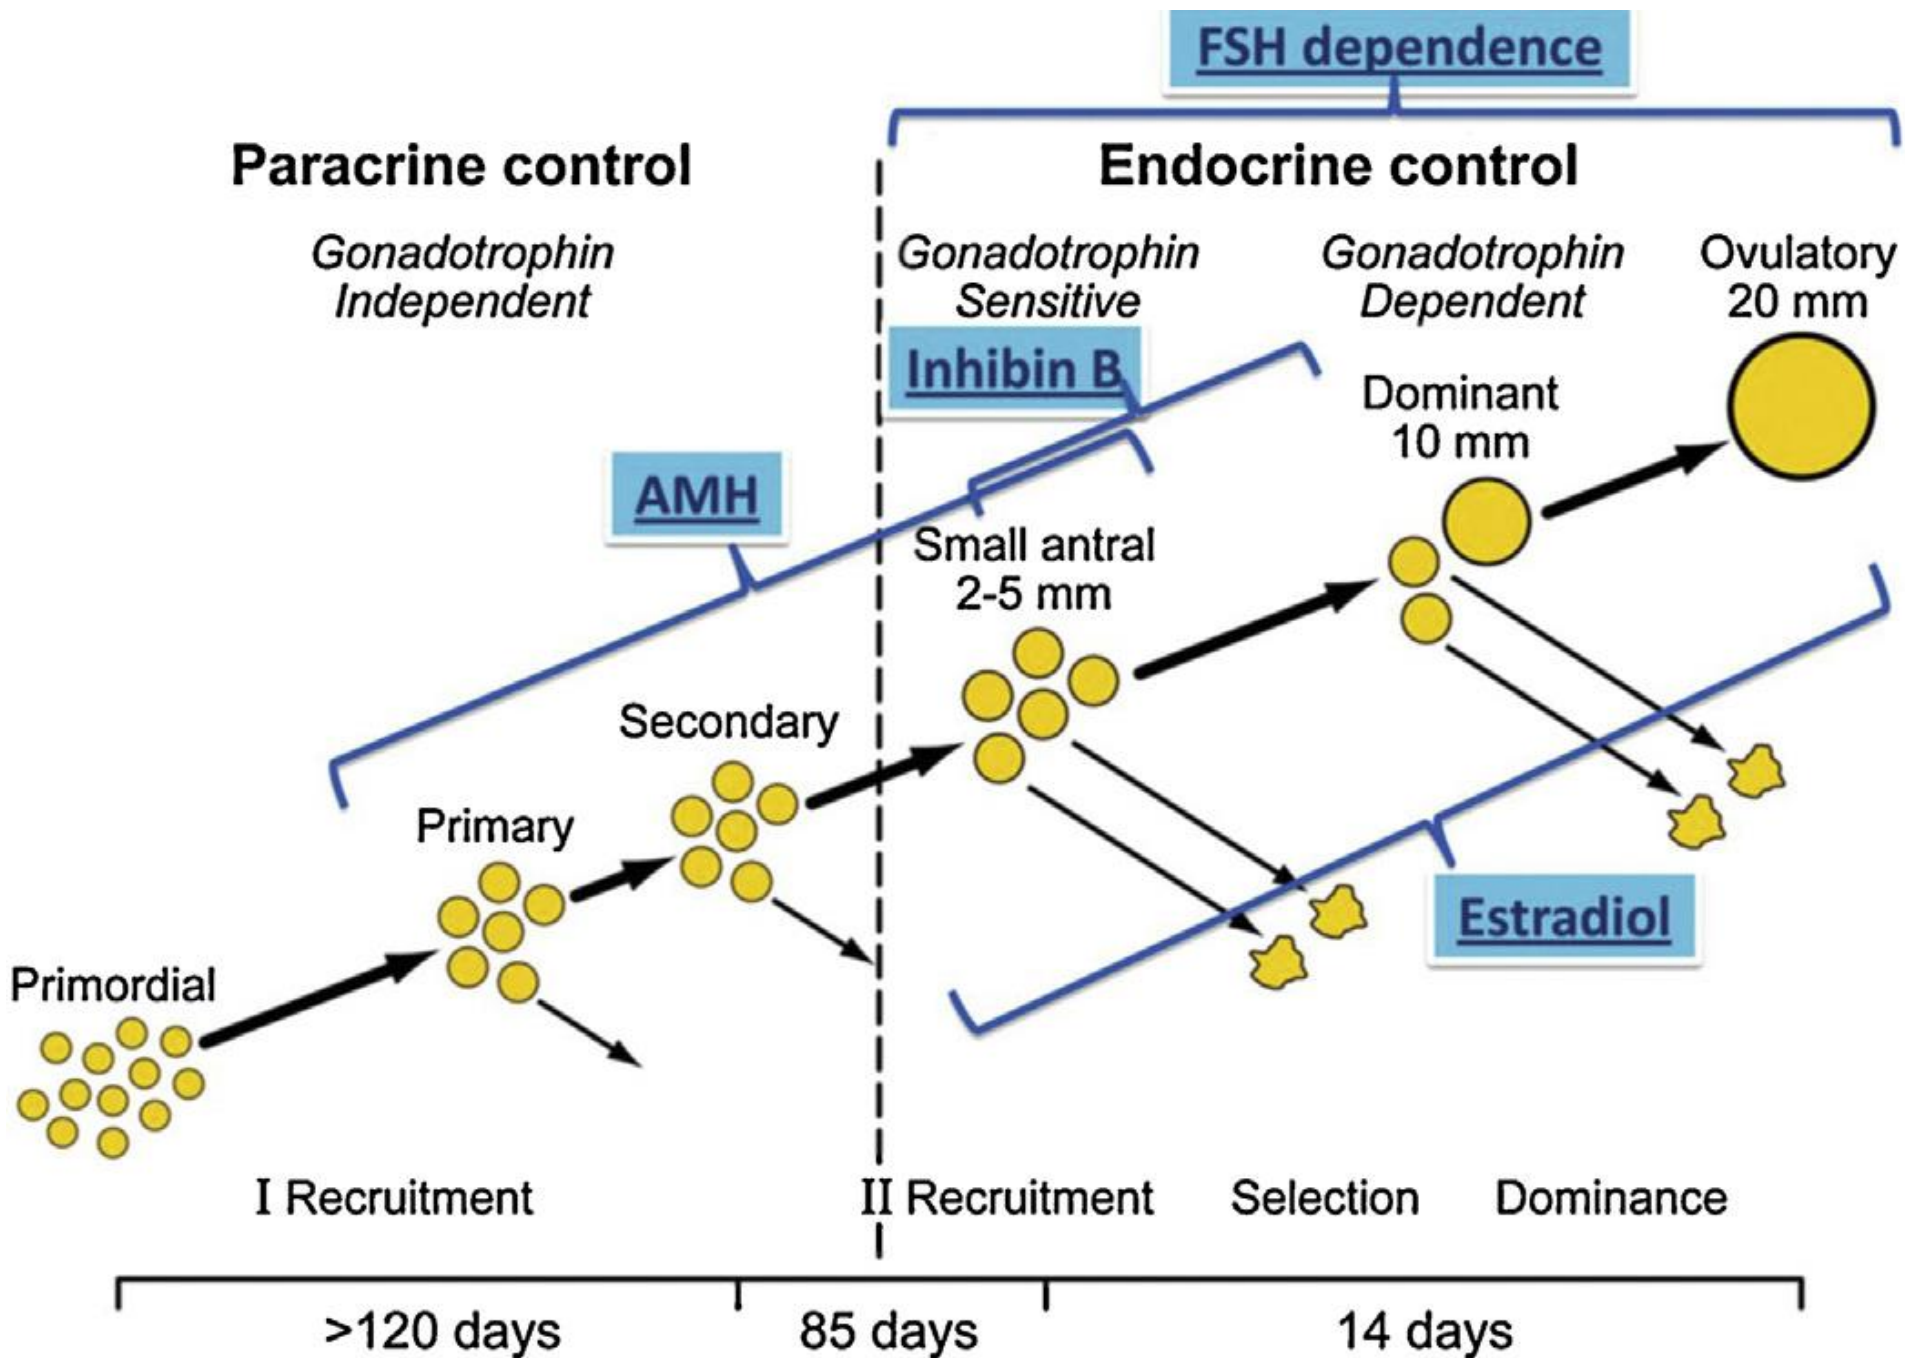 FSH dependence
Paracrine control
Endocrine control
Gonadotrophin
Independent
Gonadotrophin
Sensitive
Gonadotrophin
Dependent
Ovulatory
20 mm
Inhibin B
Dominant
10 mm
AMH
Small antral
2-5 mm
Secondary
Primary
Estradiol
Primordial
I Recruitment
II Recruitment
Selection
Dominance
>120 days
85 days
14 days